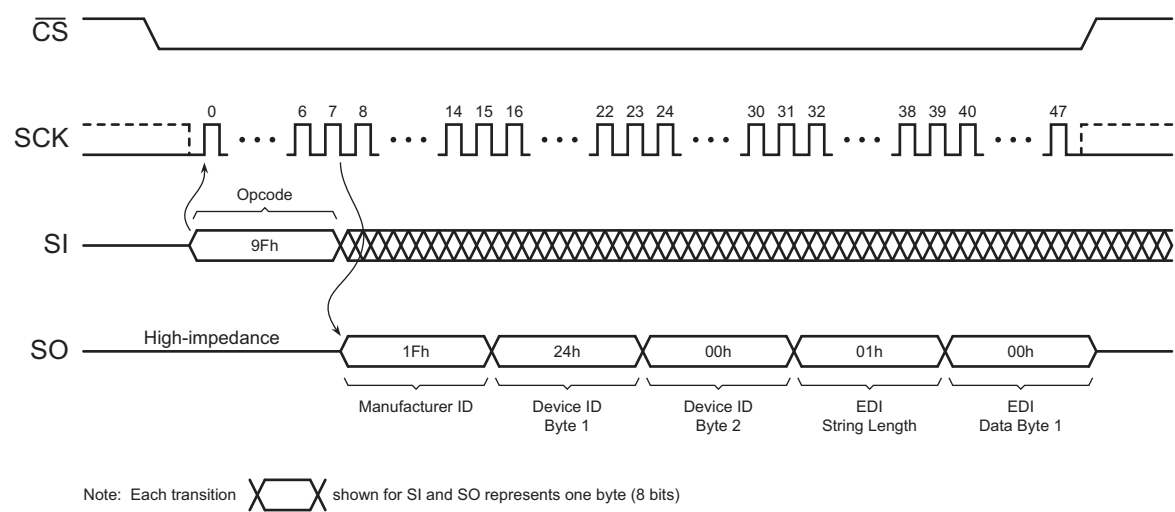 CS
SCK
0 6 7 8 14 15 16 22 23 24 30 31 32 38 39 40 47
Opcode
SI
9Fh
SO
High-impedance
1Fh 24h 00h 01h 00h
Manufacturer ID
Device ID
Byte 1
Device ID
Byte 2
EDI
String Length
EDI
Data Byte 1
Note: Each transition shown for SI and SO represents one byte (8 bits)